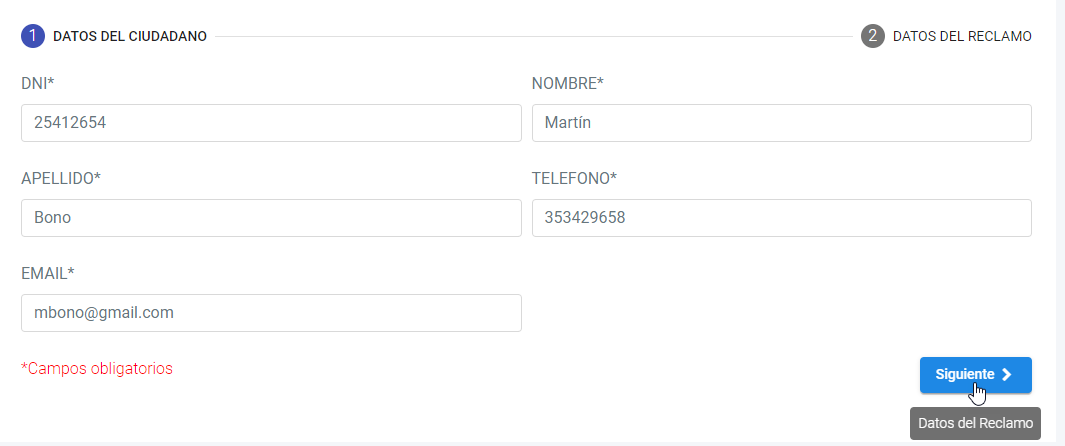 1 DATOS DEL CIUDADANO 2 DATOS DEL RECLAMO
DNI* NOMBRE*
25412654 Martín
APELLIDO* TELEFONO*
Bono 353429658
EMAIL*
mbono@gmail.com
*Campos obligatorios Siguiente
Datos del Reclamo